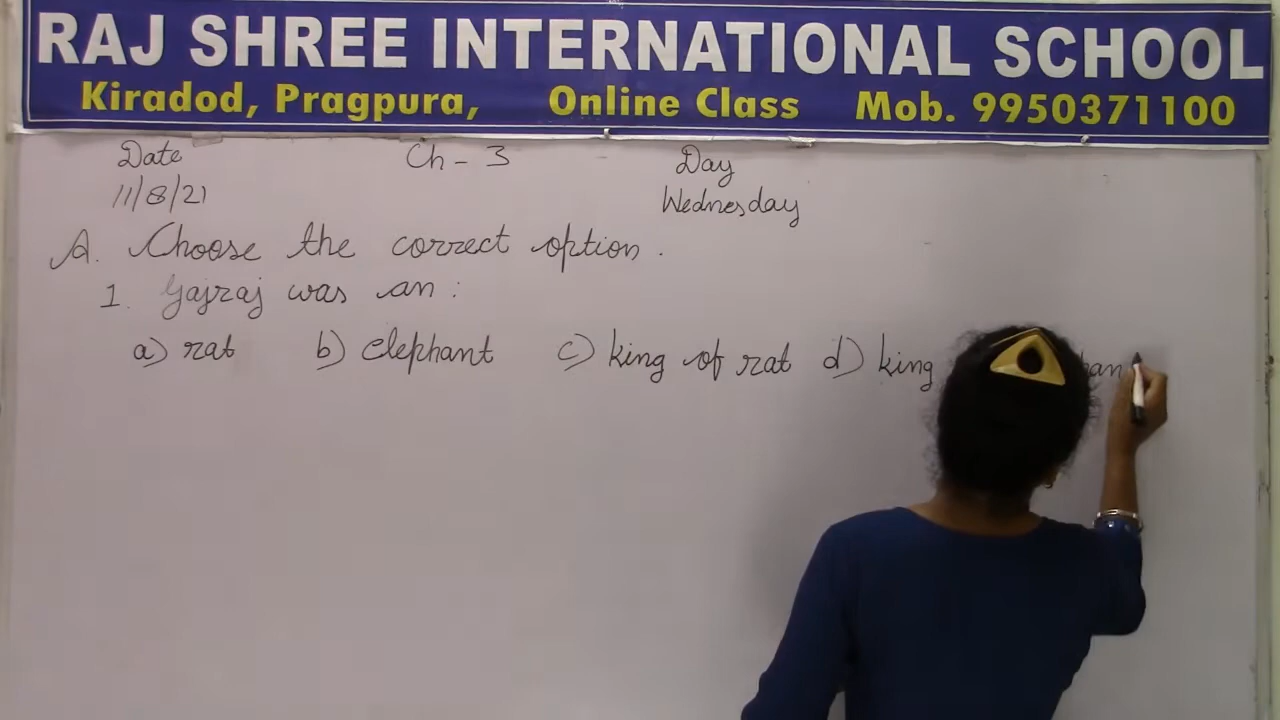 RAJ SHREE INTERNATIONAL SCHOOL
Kiradod, Pragpura, Online Class Mob. 9950371100
Date Ch - 3 Day
11/8/21 Wednesday
A. Choose the correct option.
1. Gajraj was an:
a) rat b) elephant c) king of rat d) king